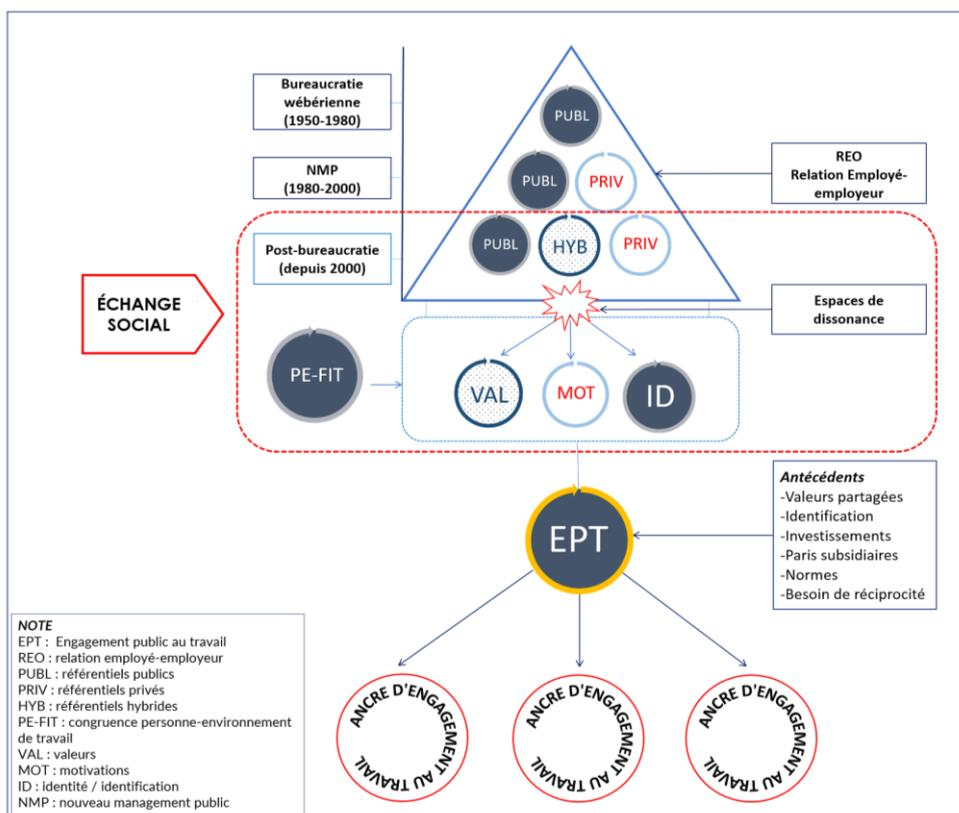 Bureaucratie
wébérienne
(1950-1980)
NMP
(1980-2000)
Post-bureaucratie
(depuis 2000)
PUBL
PUBL
PRIV
PUBL
HYB
PRIV
REO
Relation Employé-
employeur
ÉCHANGE
SOCIAL
Espaces de
dissonance
PE-FIT
VAL
MOT
ID
EPT
Antécédents
-Valeurs partagées
-Identification
-Investissements
-Paris subsidiaires
-Normes
-Besoin de réciprocité
NOTE
EPT : Engagement public au travail
REO : relation employé-employeur
PUBL : référentiels publics
PRIV : référentiels privés
HYB : référentiels hybrides
PE-FIT : congruence personne-environnement
de travail
VAL : valeurs
MOT : motivations
ID : identité / identification
NMP : nouveau management public
ANCRE D'ENGAGEMENT AU TRAVAIL
ANCRE D'ENGAGEMENT AU TRAVAIL
ANCRE D'ENGAGEMENT AU TRAVAIL